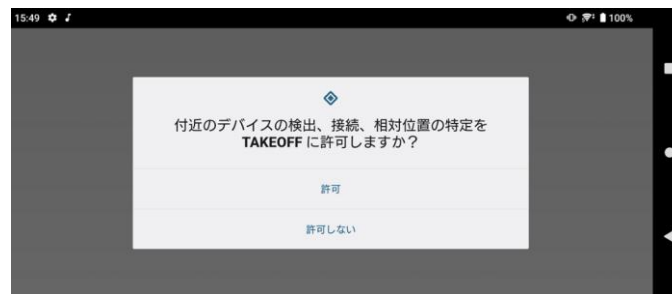 15:49 100%
付近のデバイスの検出、接続、相対位置の特定を
TAKEOFF に許可しますか？
許可
許可しない